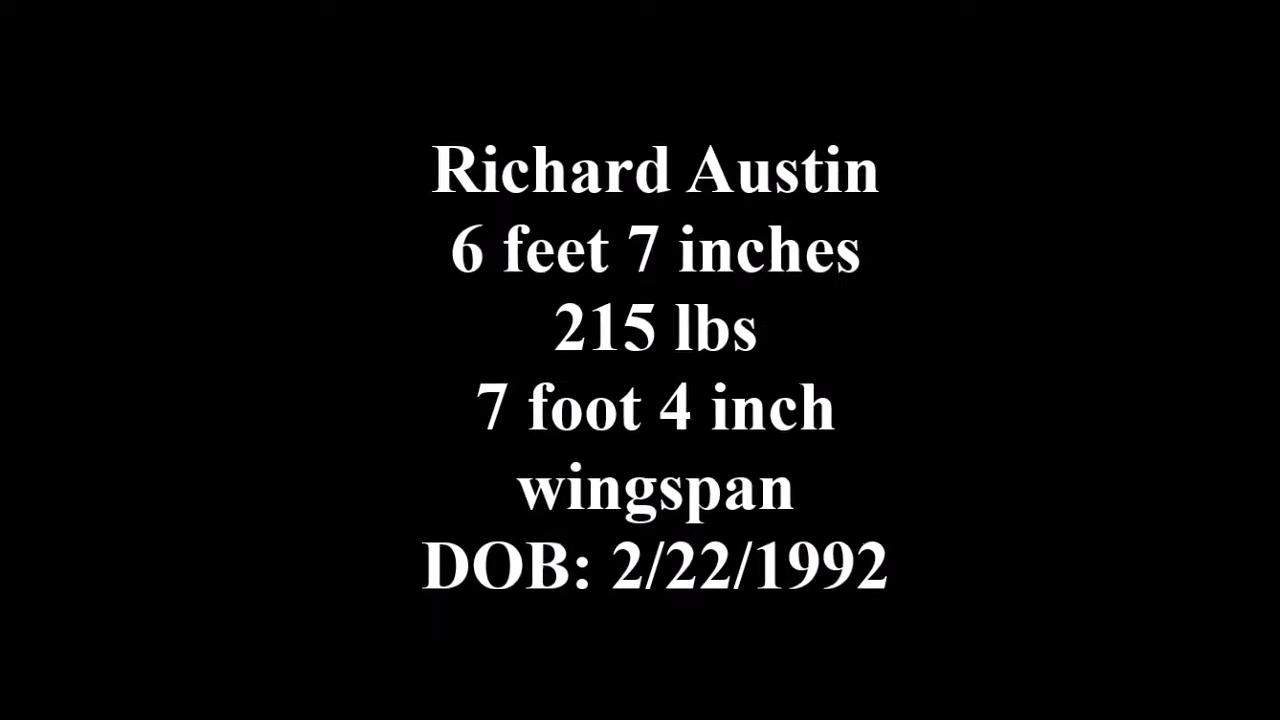 Richard Austin
6 feet 7 inches
215 lbs
7 foot 4 inch
wingspan
DOB: 2/22/1992